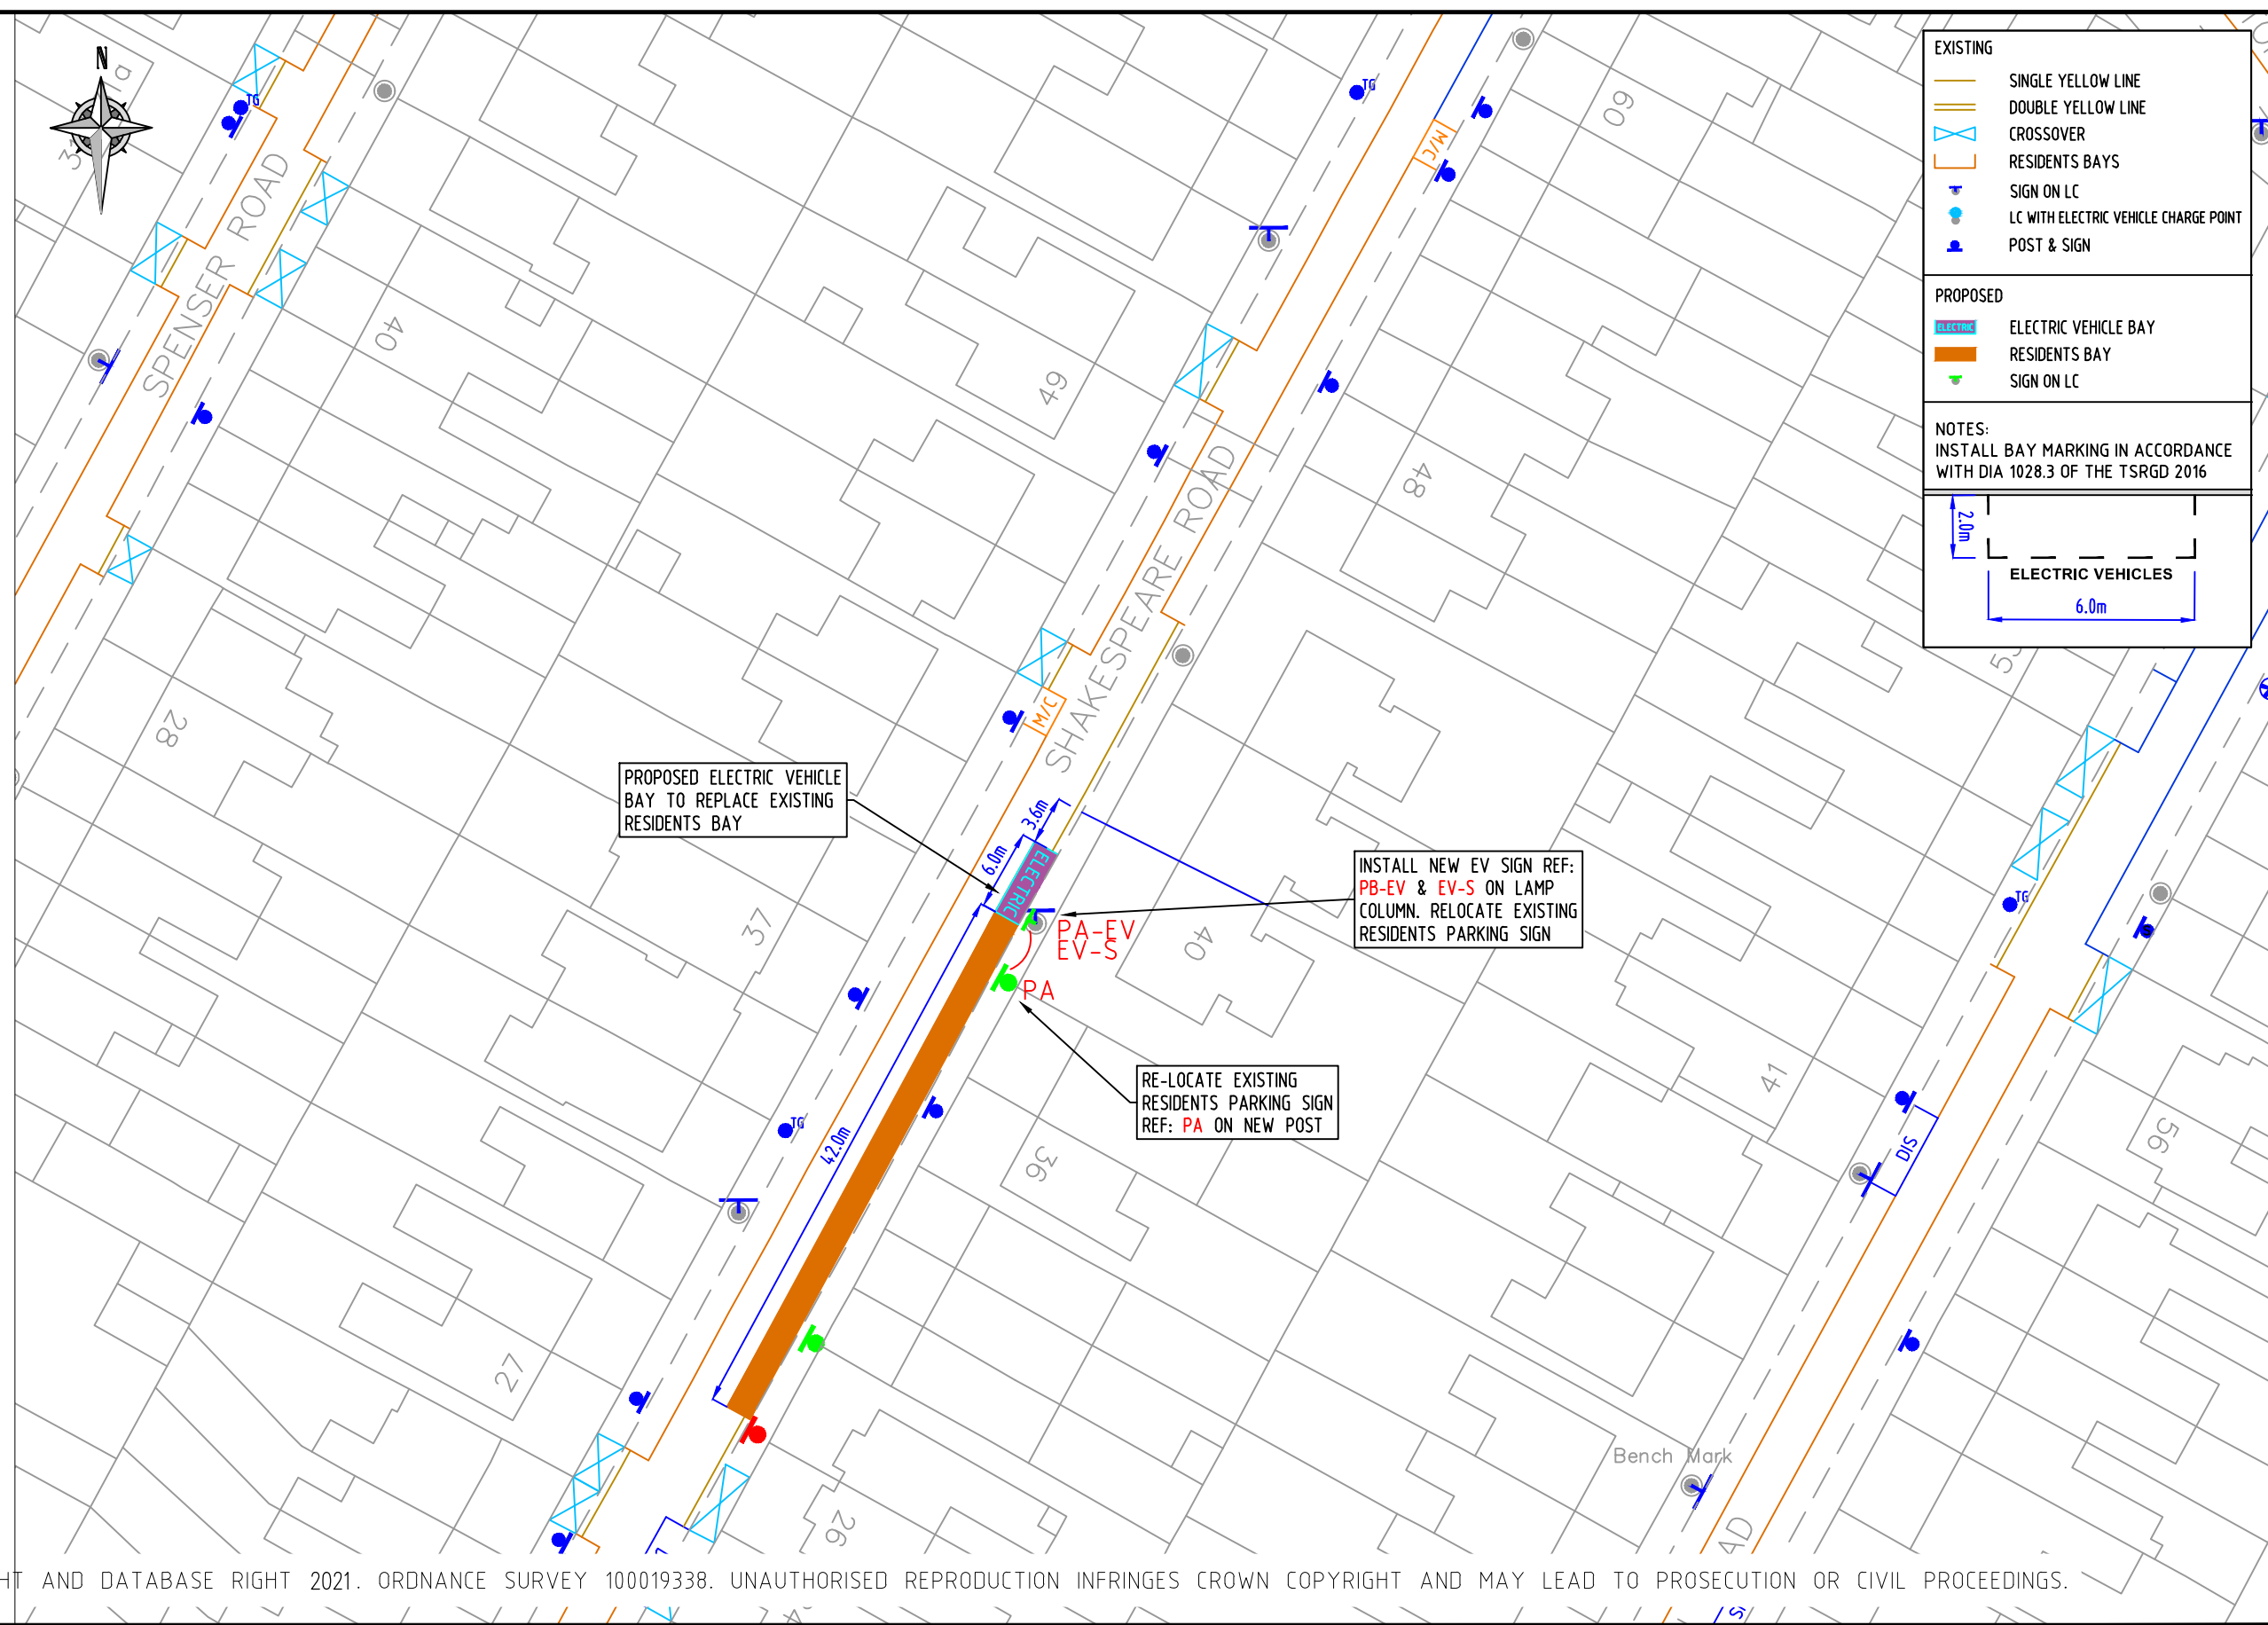 N
TG
SPENSER ROAD
40
28
49
TG
M/C
60
48
SHAKESPEARE ROAD
M/C
PROPOSED ELECTRIC VEHICLE
BAY TO REPLACE EXISTING
RESIDENTS BAY
3.6m
6.0m
ELECTRIC
37
INSTALL NEW EV SIGN REF:
PB-EV & EV-S ON LAMP
COLUMN. RELOCATE EXISTING
RESIDENTS PARKING SIGN
PA-EV
EV-S
PA
40
TG
S
RE-LOCATE EXISTING
RESIDENTS PARKING SIGN
REF: PA ON NEW POST
TG
42.0m
36
41
DIS
56
27
26
Bench Mark
AD
EXISTING
SINGLE YELLOW LINE
DOUBLE YELLOW LINE
CROSSOVER
RESIDENTS BAYS
SIGN ON LC
LC WITH ELECTRIC VEHICLE CHARGE POINT
POST & SIGN
PROPOSED
ELECTRIC
ELECTRIC VEHICLE BAY
RESIDENTS BAY
SIGN ON LC
NOTES:
INSTALL BAY MARKING IN ACCORDANCE
WITH DIA 1028.3 OF THE TSRGD 2016
2.0m
ELECTRIC VEHICLES
6.0m
HT AND DATABASE RIGHT 2021. ORDNANCE SURVEY 100019338. UNAUTHORISED REPRODUCTION INFRINGES CROWN COPYRIGHT AND MAY LEAD TO PROSECUTION OR CIVIL PROCEEDINGS.